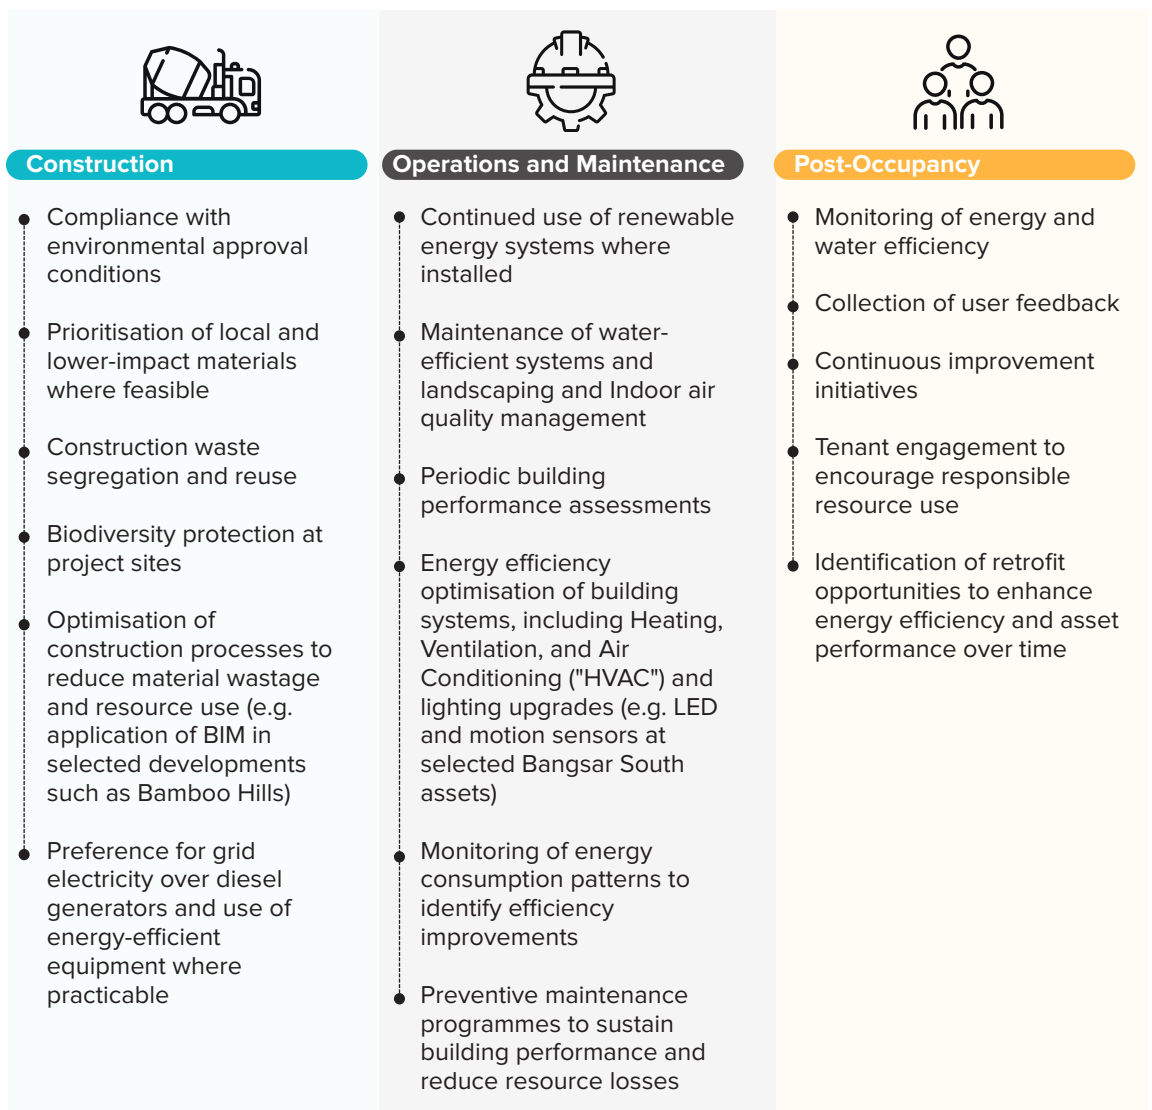 Construction
Compliance with
environmental approval
conditions
Prioritisation of local and
lower-impact materials
where feasible
Construction waste
segregation and reuse
Biodiversity protection at
project sites
Optimisation of
construction processes to
reduce material wastage
and resource use (e.g.
application of BIM in
selected developments
such as Bamboo Hills)
Preference for grid
electricity over diesel
generators and use of
energy-efficient
equipment where
practicable
Operations and Maintenance
Continued use of renewable
energy systems where
installed
Maintenance of water-
efficient systems and
landscaping and Indoor air
quality management
Periodic building
performance assessments
Energy efficiency
optimisation of building
systems, including Heating,
Ventilation, and Air
Conditioning ("HVAC") and
lighting upgrades (e.g. LED
and motion sensors at
selected Bangsar South
assets)
Monitoring of energy
consumption patterns to
identify efficiency
improvements
Preventive maintenance
programmes to sustain
building performance and
reduce resource losses
Post-Occupancy
Monitoring of energy and
water efficiency
Collection of user feedback
Continuous improvement
initiatives
Tenant engagement to
encourage responsible
resource use
Identification of retrofit
opportunities to enhance
energy efficiency and asset
performance over time